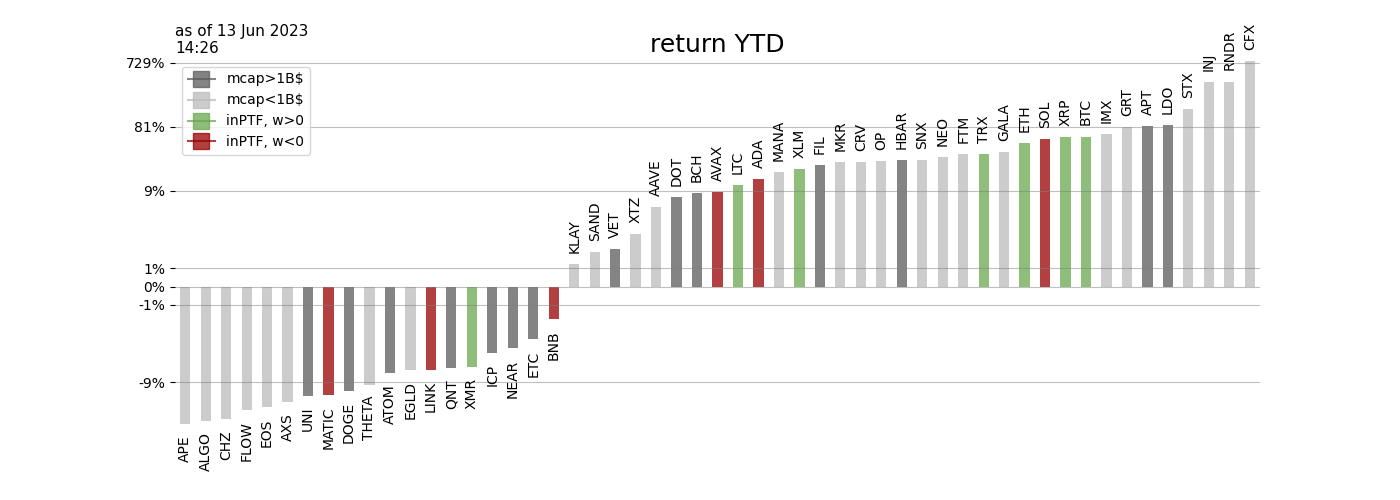 as of 13 Jun 2023
14:26
return YTD
729%
81%
9%
1%
0%
-1%
-9%
mcap>1B$
mcap<1B$
inPTF, w>0
inPTF, w<0
APE
ALGO
CHZ
FLOW
EOS
AXS
UNI
MATIC
DOGE
THETA
ATOM
EGLD
LINK
QNT
XMR
ICP
NEAR
ETC
BNB
KLAY
SAND
VET
XTZ
AAVE
DOT
BCH
AVAX
LTC
ADA
MANA
XLM
FIL
MKR
CRV
OP
HBAR
SNX
NEO
FTM
TRX
GALA
ETH
SOL
XRP
BTC
IMX
GRT
APT
LDO
STX
INJ
RNDR
CFX